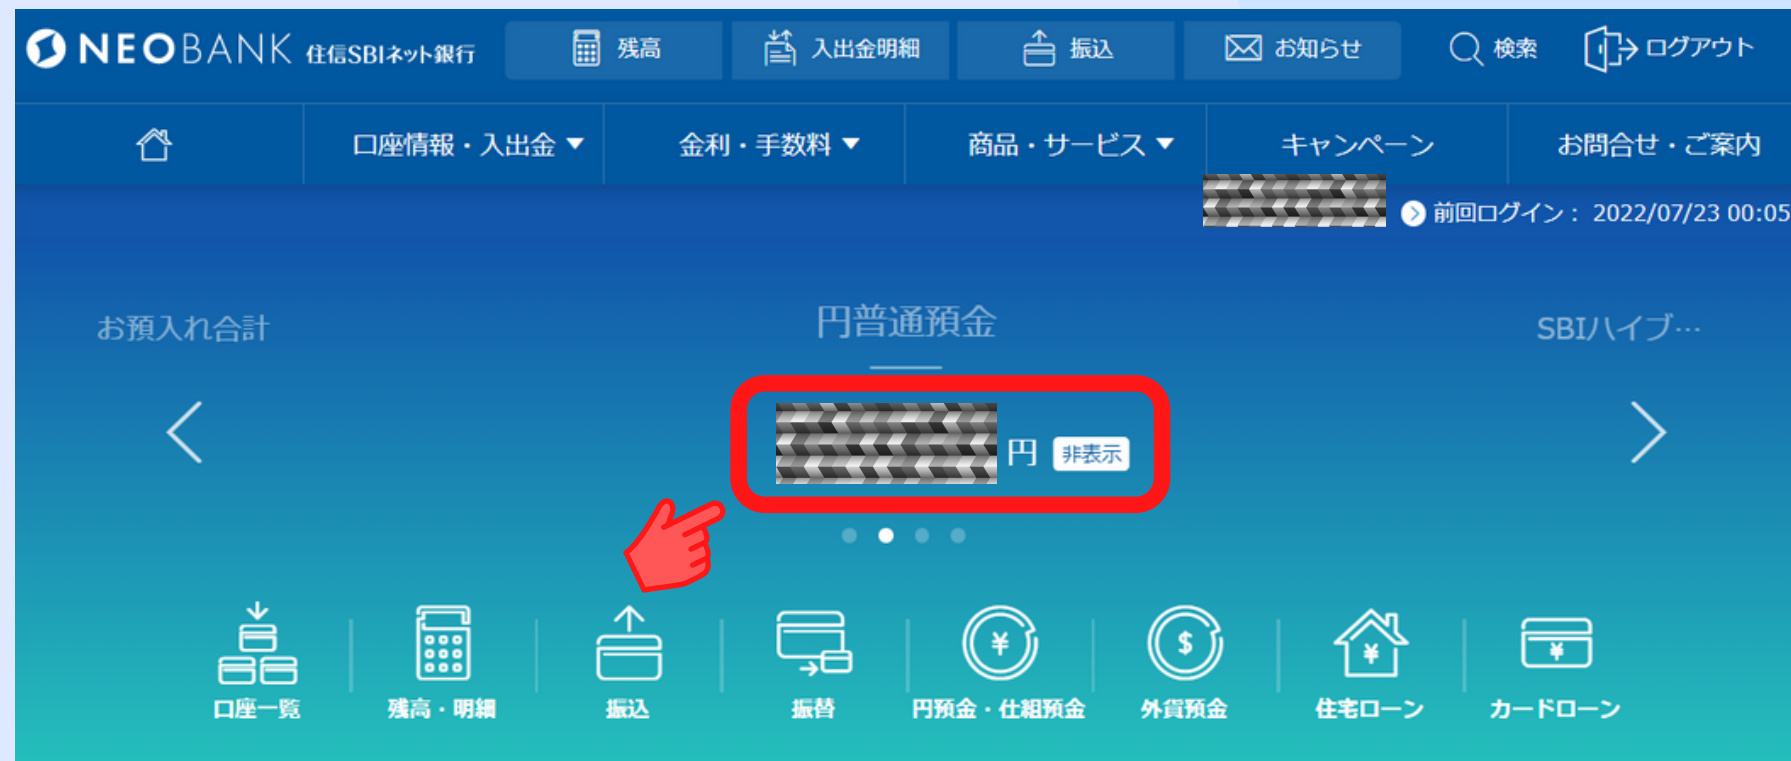 NEOBANK 住信SBIネット銀行 残高 入出金明細 振込 お知らせ 検索 ログアウト
口座情報・入出金▼ 金利・手数料▼ 商品・サービス▼ キャンペーン お問合せ・ご案内
前回ログイン： 2022/07/23 00:05
お預入れ合計 円普通預金 SBIハイブ…
円 非表示
口座一覧 残高・明細 振込 振替 円預金・仕組預金 外貨預金 住宅ローン カードローン